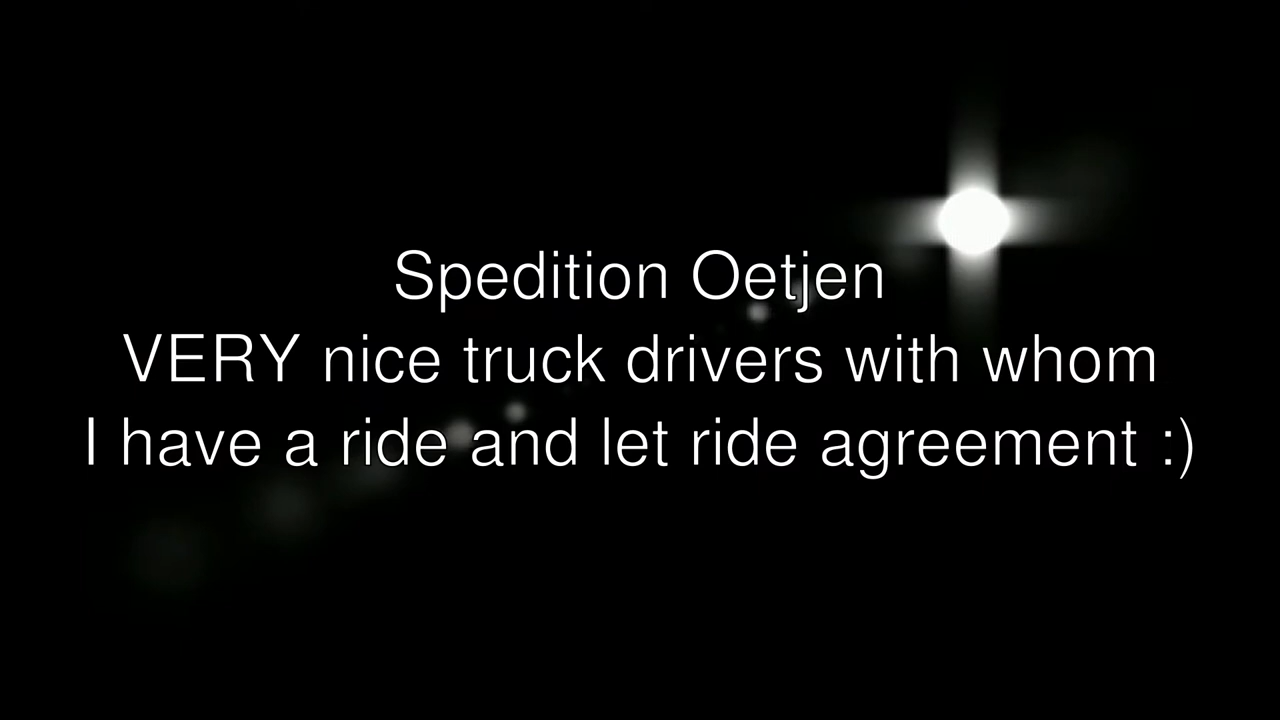 Spedition Oetjen
VERY nice truck drivers with whom
I have a ride and let ride agreement :)